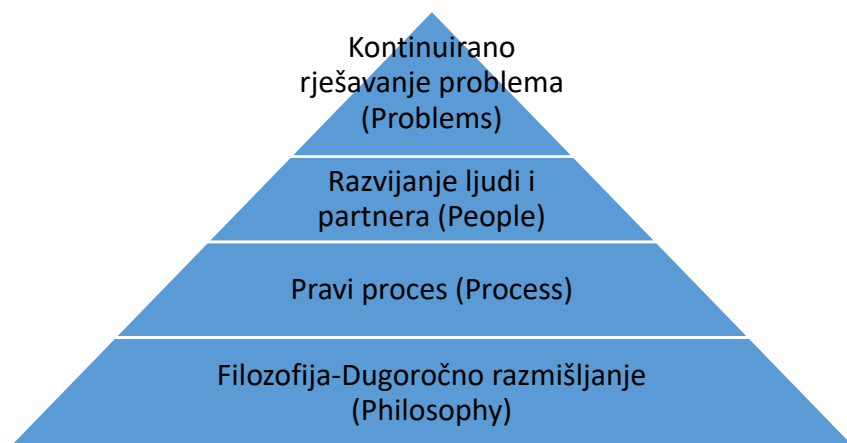 Kontinuirano
rješavanje problema
(Problems)
Razvijanje ljudi i
partnera (People)
Pravi proces (Process)
Filozofija-Dugoročno razmišljanje
(Philosophy)